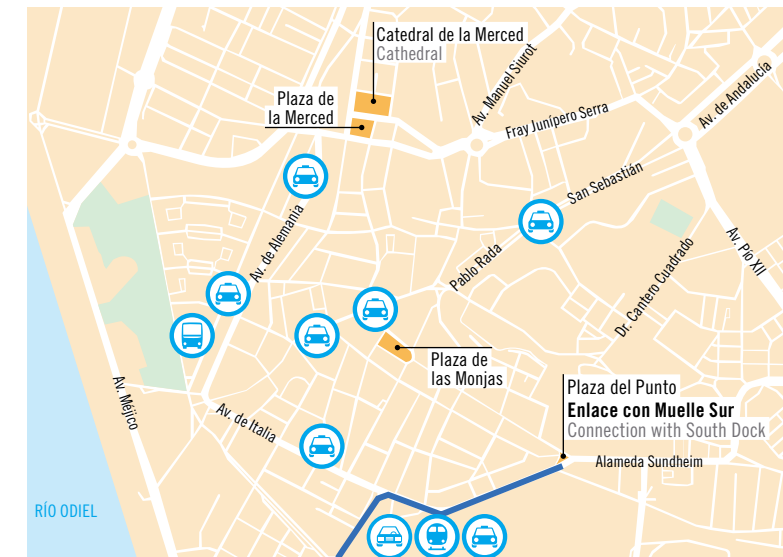 Catedral de la Merced
Cathedral
Av. Manuel Siurot
Plaza de
la Merced
Fray Junípero Serra
Av. de Andalucía
San Sebastián
Av. de Alemania
Pablo Rada
Av. Pío XII
Dr. Cantero Cuadrado
Plaza de
las Monjas
Av. Méjico
Plaza del Punto
Enlace con Muelle Sur
Connection with South Dock
Av. de Italia
Alameda Sundheim
RÍO ODIEL